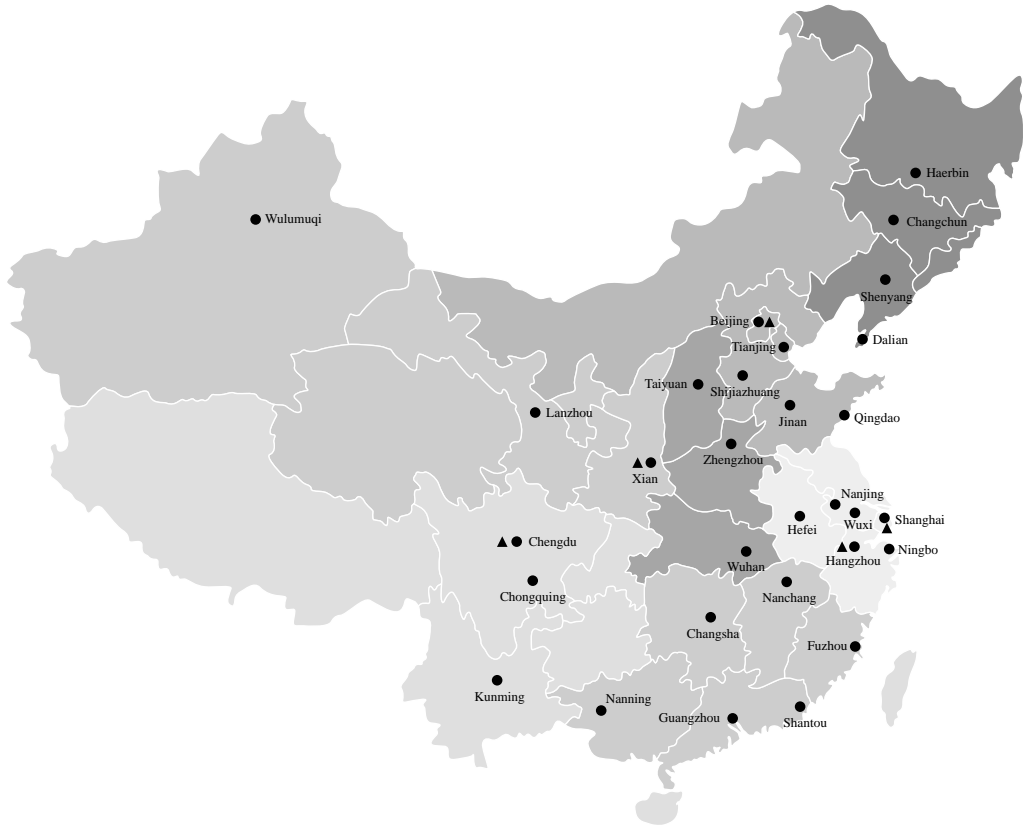 Haerbin
Wulumuqi
Changchun
Shenyang
Beijing
Dalian
Tianjing
Taiyuan
Shijiazhuang
Lanzhou
Jinan
Qingdao
Zhengzhou
Xian
Nanjing
Shanghai
Wuxi
Hefei
Chengdu
Ningbo
Hangzhou
Wuhan
Chongquing
Nanchang
Changsha
Fuzhou
Kunming
Nanning
Guangzhou
Shantou